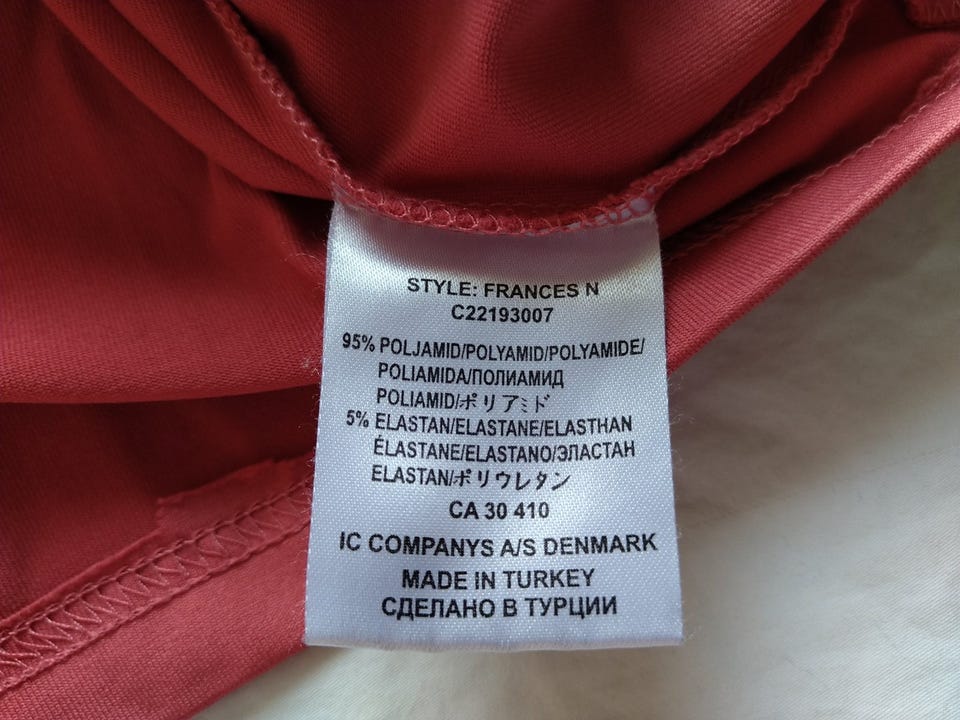 STYLE: FRANCES N
C22193007
95% POLJAMID/POLYAMID/POLYAMIDE/
POLIAMIDA/ПОЛИАМИД
POLIAMID/ポリアミド
5% ELASTAN/ELASTANE/ELASTHAN
ÉLASTANE/ELASTANO/ЭЛАСТАН
ELASTAN/ポリウレタン
CA 30 410
IC COMPANYS A/S DENMARK
MADE IN TURKEY
СДЕЛАНО В ТУРЦИИ